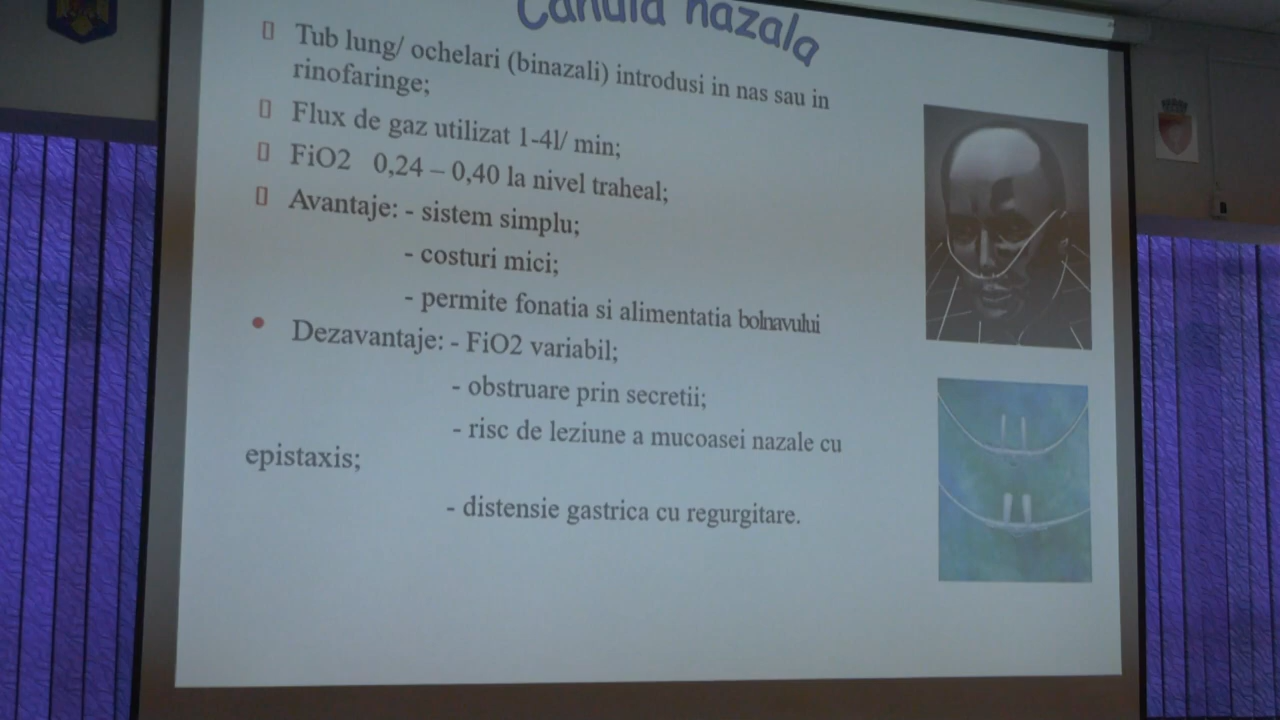 Canula nazala
Tub lung/ ochelari (binazali) introdusi in nas sau in
rinofaringe;
Flux de gaz utilizat 1-4l/ min;
FiO2 0,24 – 0,40 la nivel traheal;
Avantaje: - sistem simplu;
- costuri mici;
- permite fonatia si alimentatia bolnavului
Dezavantaje: - FiO2 variabil;
- obstruare prin secretii;
- risc de leziune a mucoasei nazale cu
epistaxis;
- distensie gastrica cu regurgitare.